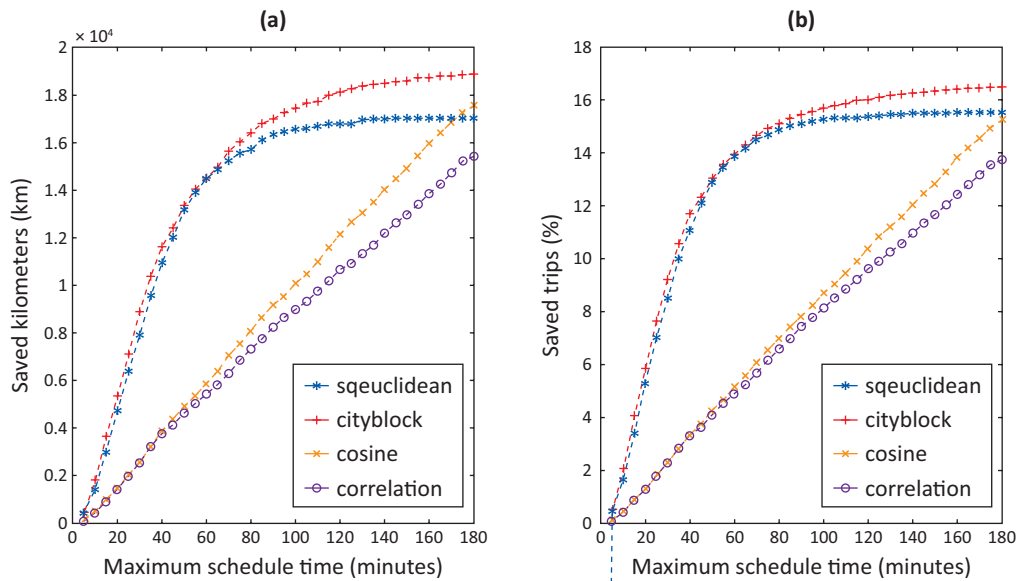 (a)
2 × 10⁴
1.8
1.6
1.4
1.2
1
0.8
0.6
0.4
0.2
0
Saved kilometers (km)
sqeuclidean
cityblock
cosine
correlation
0 20 40 60 80 100 120 140 160 180
Maximum schedule time (minutes)
(b)
18
16
14
12
10
8
6
4
2
0
Saved trips (%)
sqeuclidean
cityblock
cosine
correlation
0 20 40 60 80 100 120 140 160 180
Maximum schedule time (minutes)